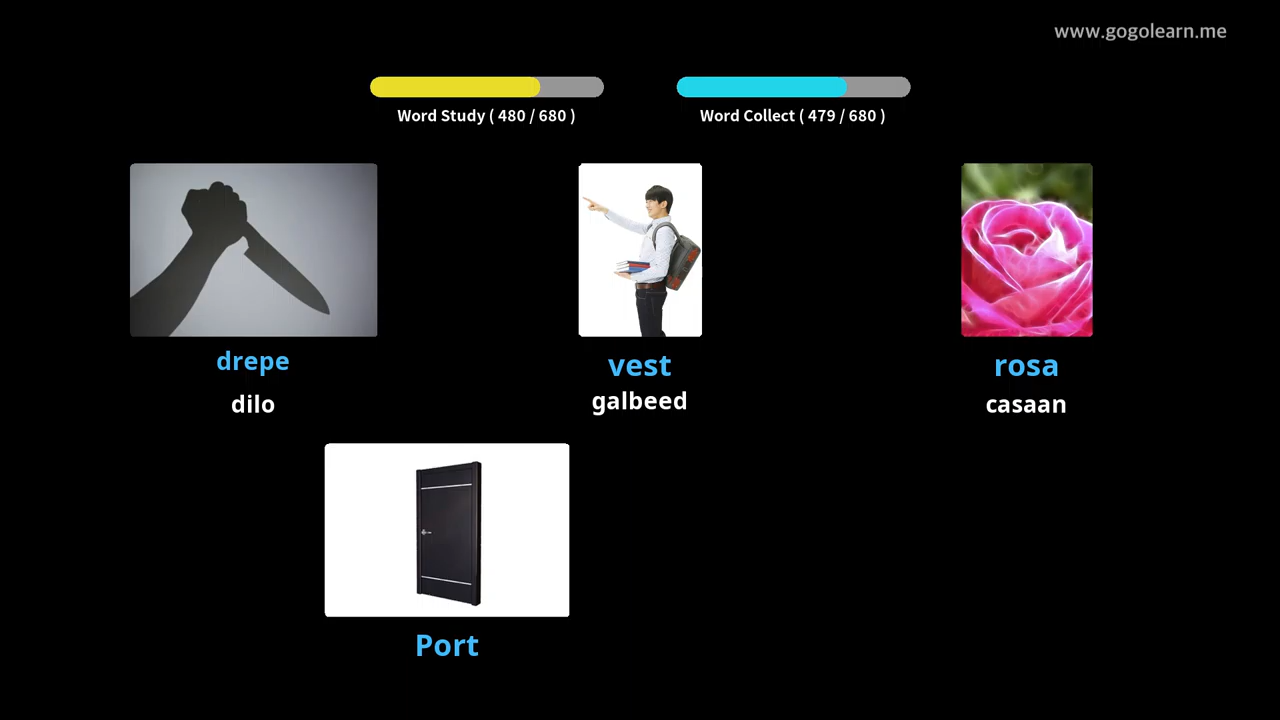 www.gogolearn.me
Word Study ( 480 / 680 )
Word Collect ( 479 / 680 )
drepe
dilo
vest
galbeed
rosa
casaan
Port